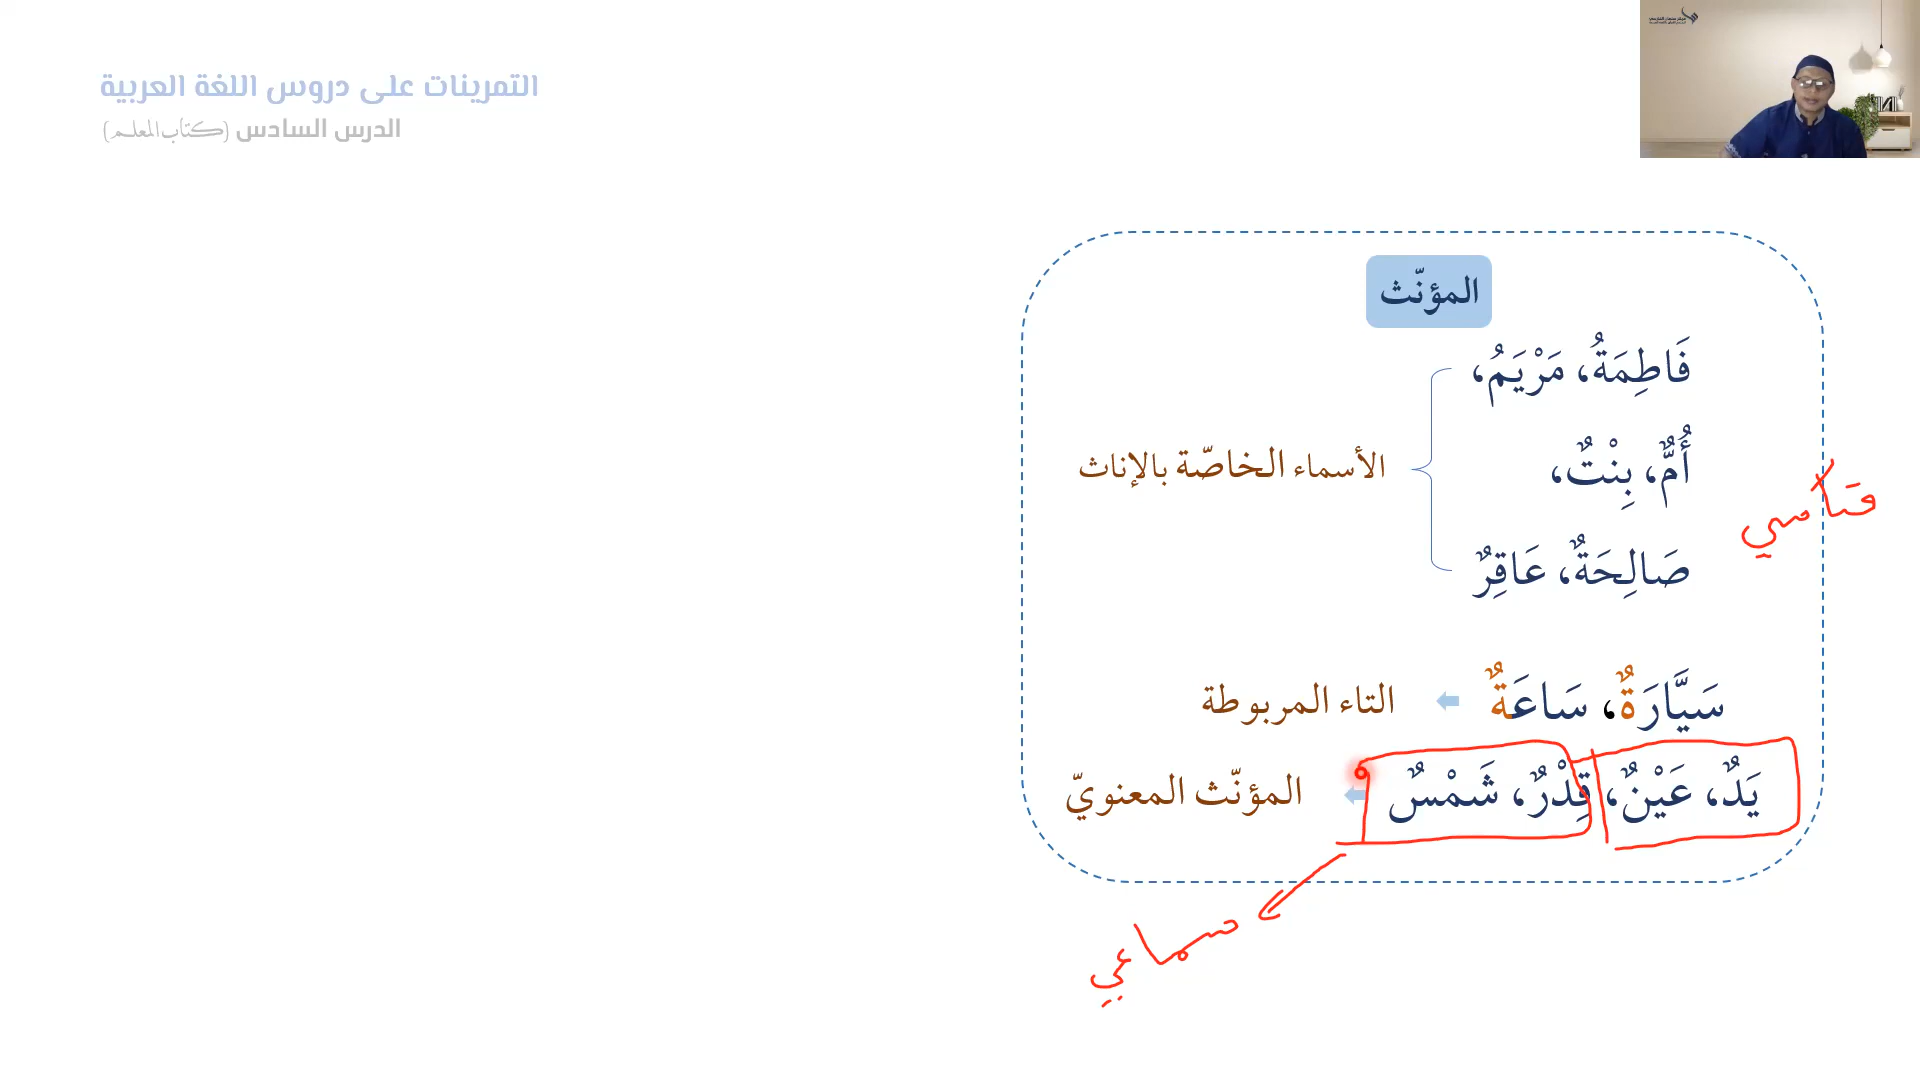 التمرينات على دروس اللغة العربية
الدرس السادس (كتاب المعلم)
المؤنّث
فَاطِمَةُ، مَرْيَمُ،
أُمٌّ، بِنْتٌ،
الأسماء الخاصّة بالإناث
صَالِحَةٌ، عَاقِرٌ
قياسي
سَيَّارَةٌ، سَاعَةٌ
التاء المربوطة
يَدٌ، عَيْنٌ، قِدْرٌ، شَمْسٌ
المؤنّث المعنويّ
سماعي